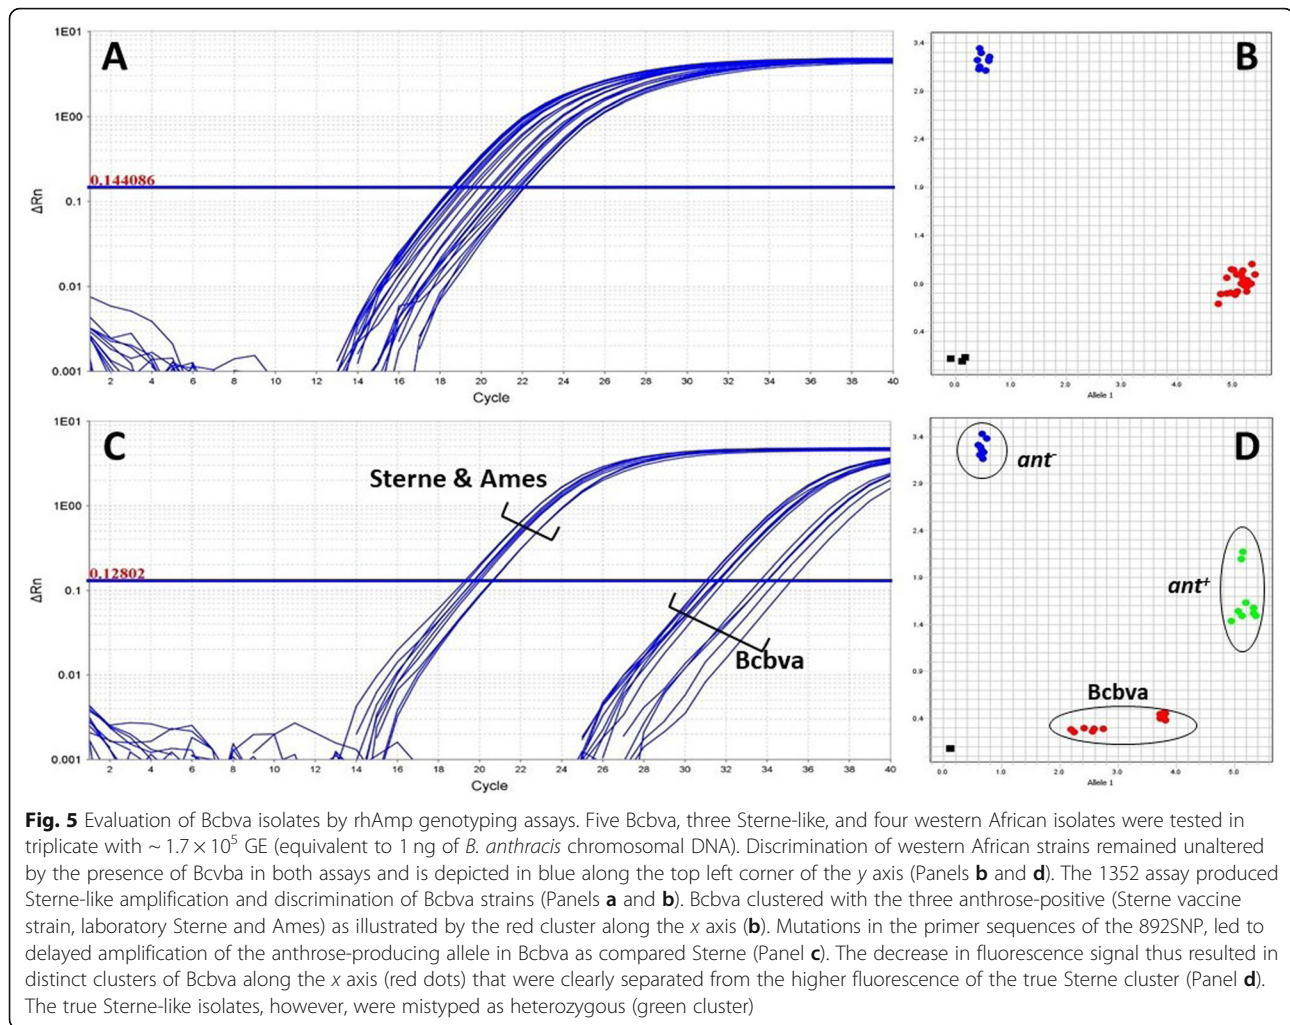 A
1E01
1E00
0.144086
0.1
0.01
0.001
ΔRn
2 4 6 8 10 12 14 16 18 20 22 24 26 28 30 32 34 36 38 40
Cycle
B
3.4
2.9
2.4
1.9
1.4
0.9
0.4
0.0 1.0 2.0 3.0 4.0 5.0
Allele 1
C
1E01
1E00
0.12802
0.1
0.01
0.001
ΔRn
Sterne & Ames
Bcbva
2 4 6 8 10 12 14 16 18 20 22 24 26 28 30 32 34 36 38 40
Cycle
D
3.4
2.9
2.4
1.9
1.4
0.9
0.4
ant⁻
ant⁺
Bcbva
0.0 1.0 2.0 3.0 4.0 5.0
Allele 1
Fig. 5 Evaluation of Bcbva isolates by rhAmp genotyping assays. Five Bcbva, three Sterne-like, and four western African isolates were tested in
triplicate with ~ 1.7 × 10⁵ GE (equivalent to 1 ng of B. anthracis chromosomal DNA). Discrimination of western African strains remained unaltered
by the presence of Bcvba in both assays and is depicted in blue along the top left corner of the y axis (Panels b and d). The 1352 assay produced
Sterne-like amplification and discrimination of Bcbva strains (Panels a and b). Bcbva clustered with the three anthrose-positive (Sterne vaccine
strain, laboratory Sterne and Ames) as illustrated by the red cluster along the x axis (b). Mutations in the primer sequences of the 892SNP, led to
delayed amplification of the anthrose-producing allele in Bcbva as compared Sterne (Panel c). The decrease in fluorescence signal thus resulted in
distinct clusters of Bcbva along the x axis (red dots) that were clearly separated from the higher fluorescence of the true Sterne cluster (Panel d).
The true Sterne-like isolates, however, were mistyped as heterozygous (green cluster)